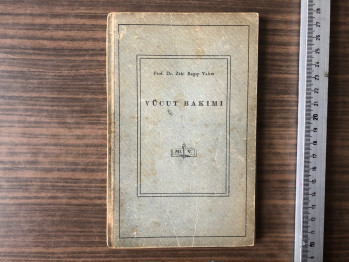 Prof. Dr. Zeki Ragıp Yalım
VÜCUT BAKIMI
M. V.